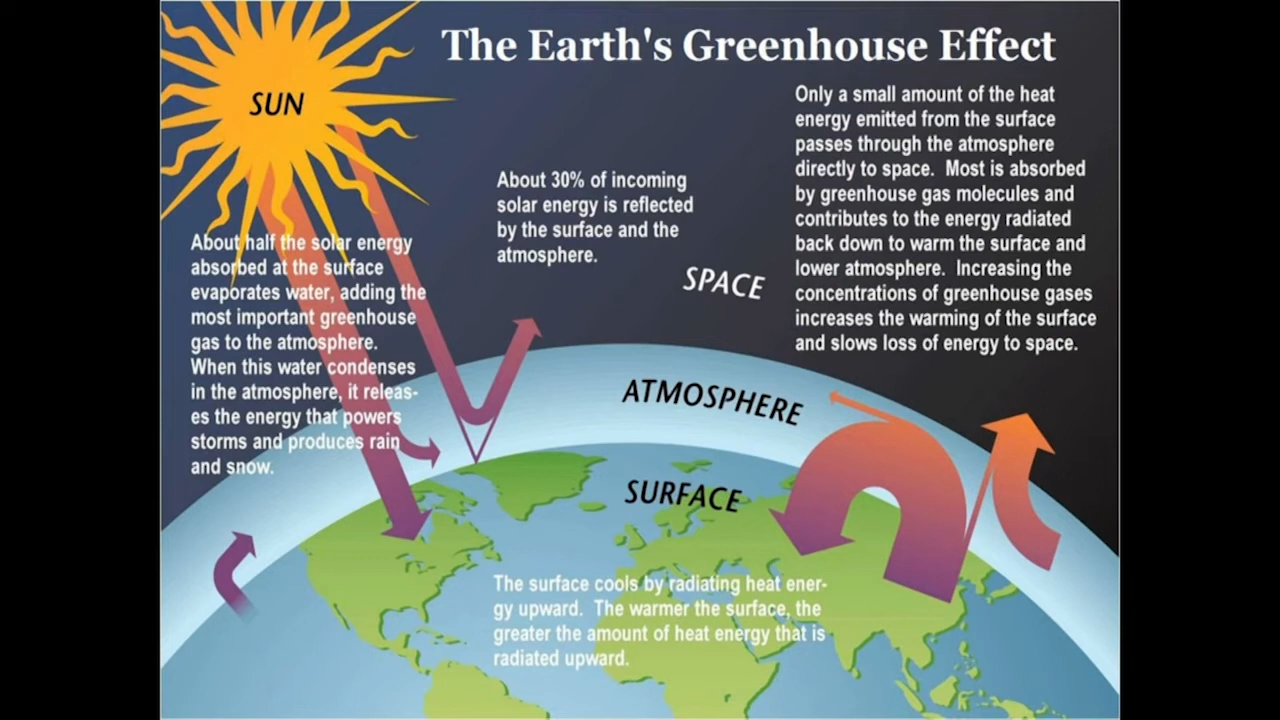 The Earth's Greenhouse Effect
SUN
About half the solar energy
absorbed at the surface
evaporates water, adding the
most important greenhouse
gas to the atmosphere.
When this water condenses
in the atmosphere, it releas-
es the energy that powers
storms and produces rain
and snow.
About 30% of incoming
solar energy is reflected
by the surface and the
atmosphere.
SPACE
Only a small amount of the heat
energy emitted from the surface
passes through the atmosphere
directly to space. Most is absorbed
by greenhouse gas molecules and
contributes to the energy radiated
back down to warm the surface and
lower atmosphere. Increasing the
concentrations of greenhouse gases
increases the warming of the surface
and slows loss of energy to space.
ATMOSPHERE
SURFACE
The surface cools by radiating heat ener-
gy upward. The warmer the surface, the
greater the amount of heat energy that is
radiated upward.